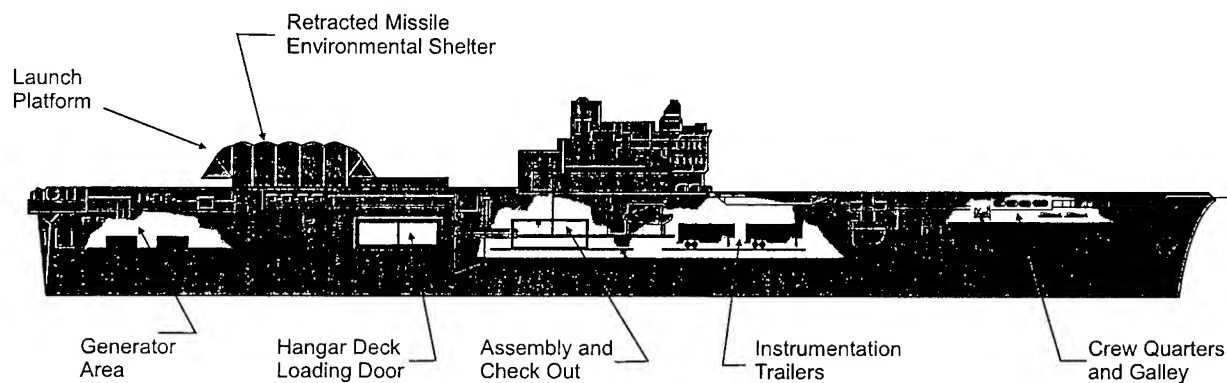 Retracted Missile
Environmental Shelter
Launch
Platform
Generator
Area
Hangar Deck
Loading Door
Assembly and
Check Out
Instrumentation
Trailers
Crew Quarters
and Galley